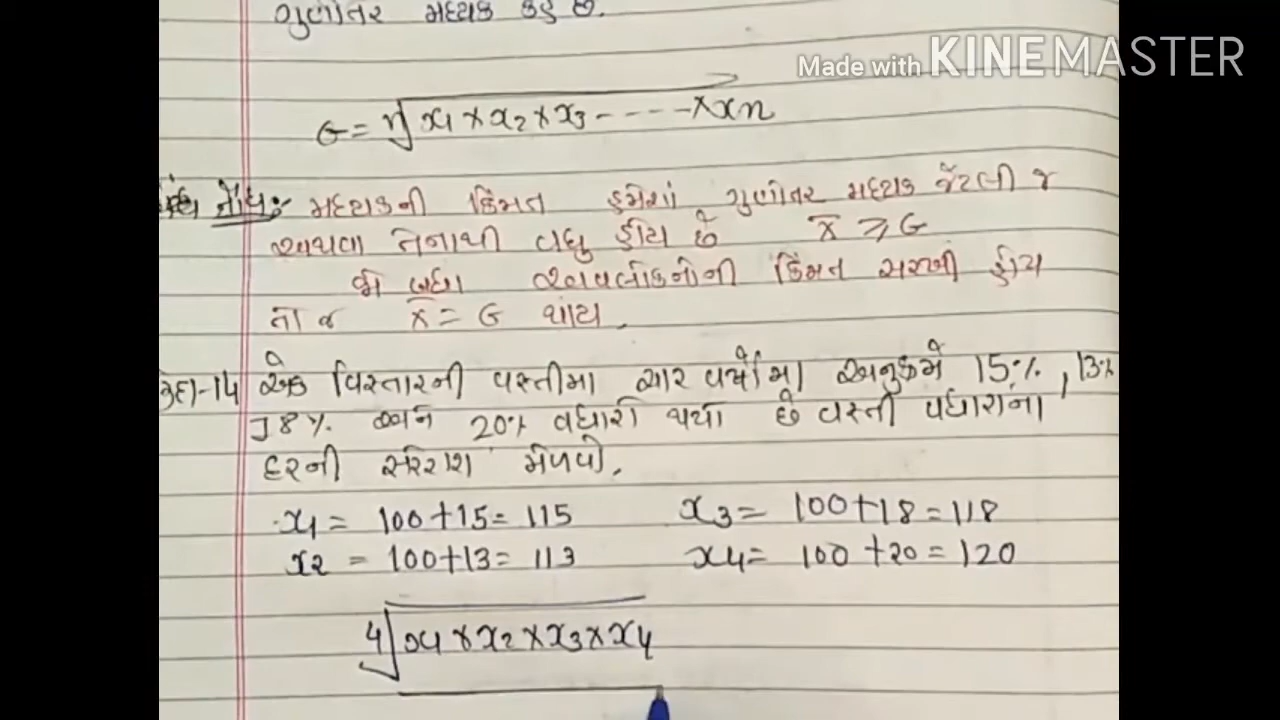 ગુણોતર મધ્યક કહે છે.
Made with KINEMASTER
G = n√x1 × x2 × x3 - - - - - × xn
નોંધ:- મધ્યકની કિંમત હમેશાં ગુણોતર મધ્યક જેટલી જ
અથવા તેનાથી વધુ હોય છે x̄ ≥ G
જો બધા અવલોકનોની કિંમત સરખી હોય
તો જ x̄ = G થાય.
ઉદા-14 એક વિસ્તારની વસ્તીમા ચાર વર્ષોમાં અનુક્રમે 15%, 13%
18% અને 20% વધારો થયો છે વસ્તી વધારાના
દરની સરેરાશ મેળવો.
x1 = 100+15= 115 x3 = 100+18 = 118
x2 = 100+13= 113 x4= 100 +20 = 120
4√x1 × x2 × x3 × x4